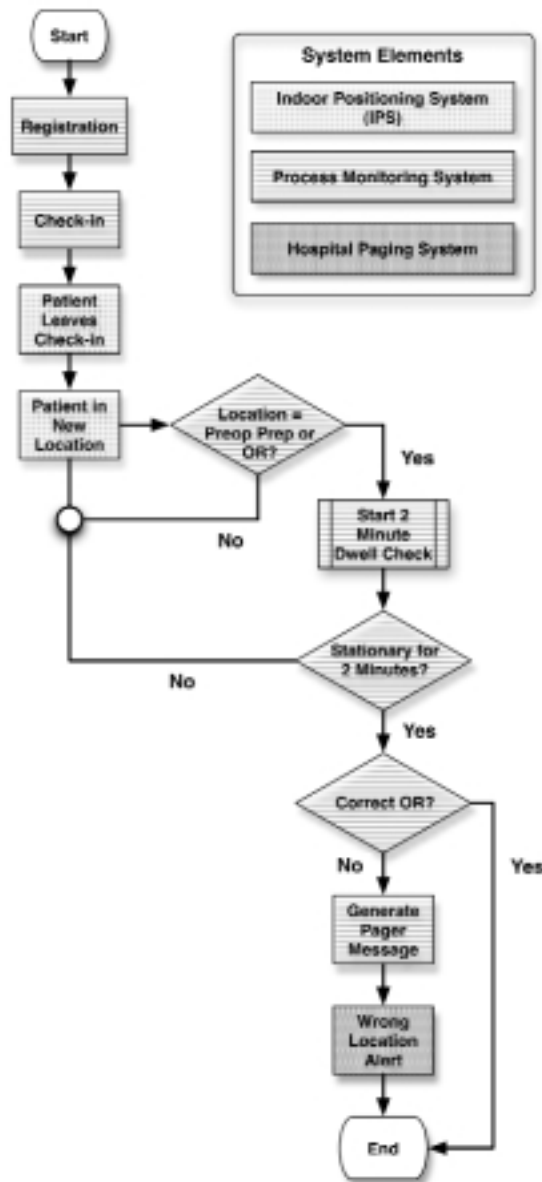 Start
System Elements
Indoor Positioning System
(IPS)
Process Monitoring System
Hospital Paging System
Registration
Check-in
Patient
Leaves
Check-in
Patient in
New
Location
Location =
Preop Prep or
OR?
Yes
No
Start 2
Minute
Dwell Check
Stationary for
2 Minutes?
No
Yes
Correct OR?
No
Yes
Generate
Pager
Message
Wrong
Location
Alert
End